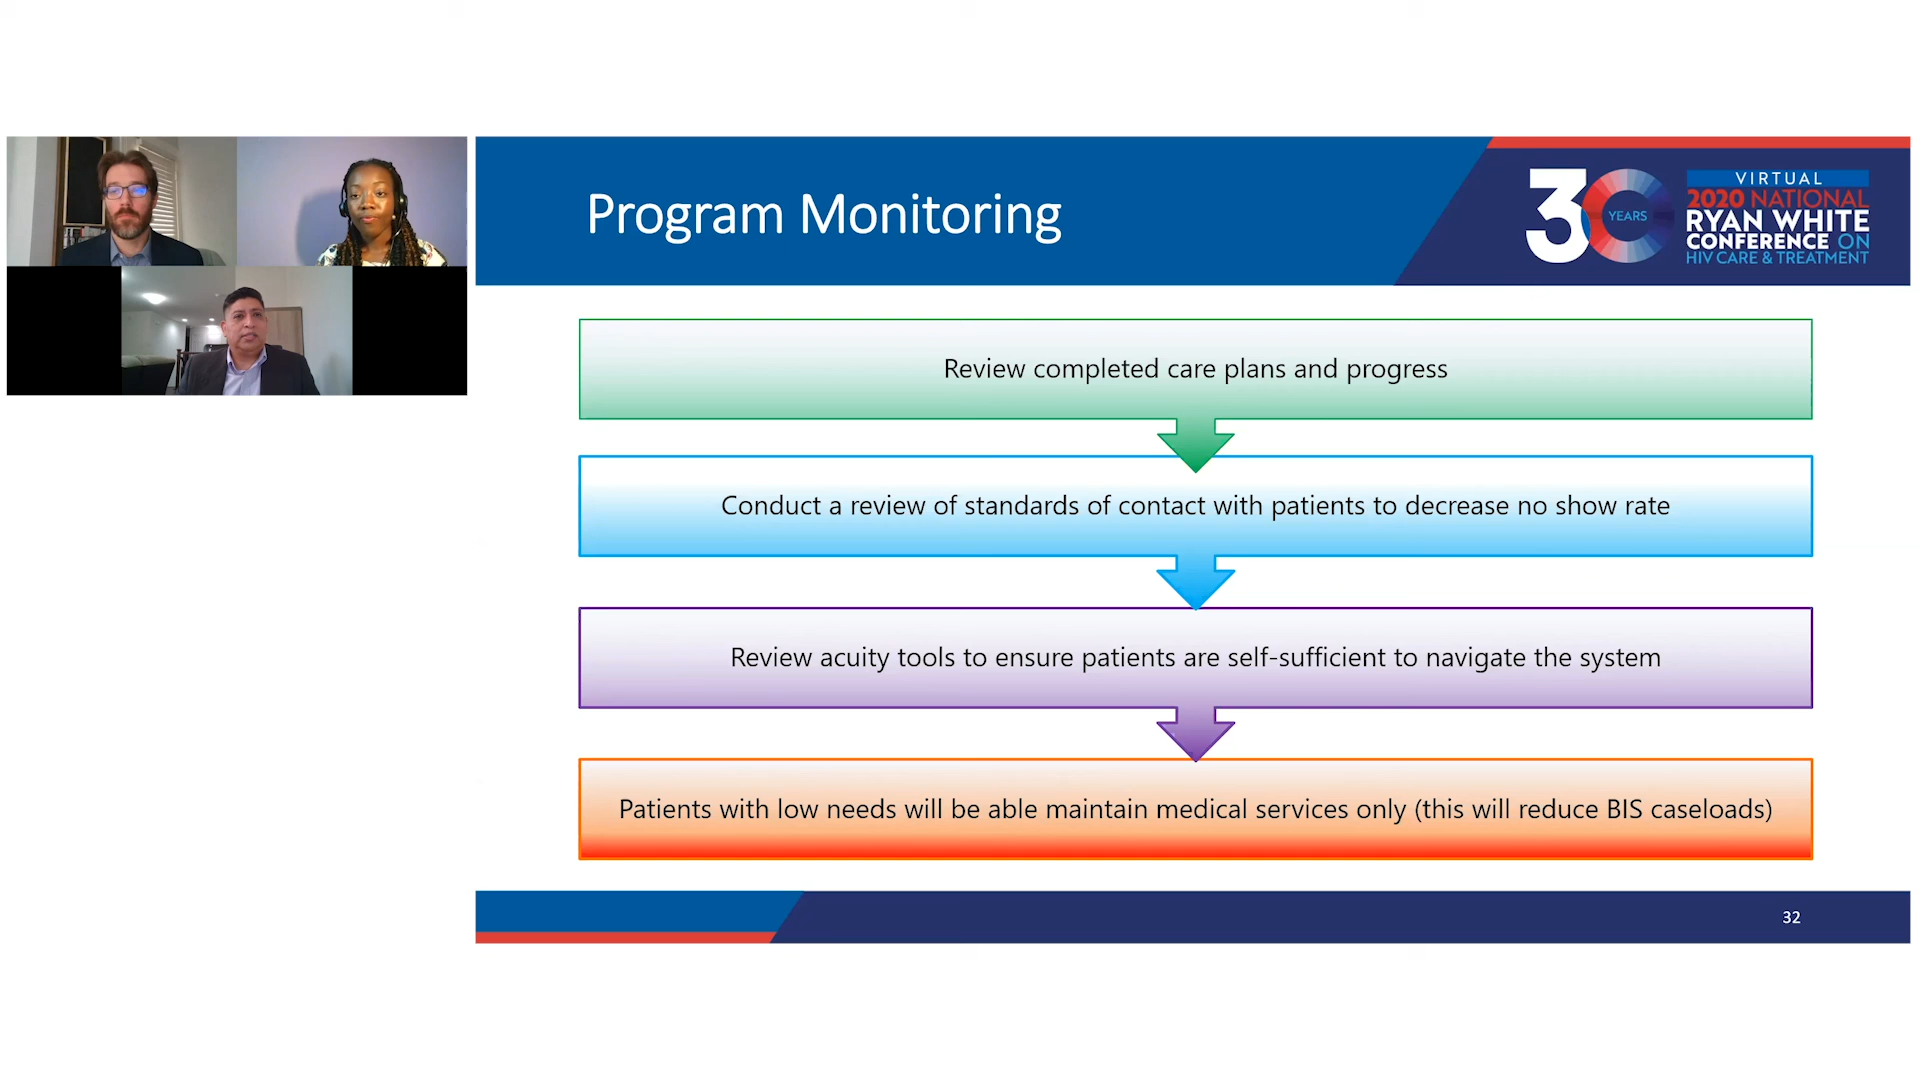 Program Monitoring
30 YEARS
VIRTUAL
2020 NATIONAL
RYAN WHITE
CONFERENCE ON
HIV CARE & TREATMENT
Review completed care plans and progress
Conduct a review of standards of contact with patients to decrease no show rate
Review acuity tools to ensure patients are self-sufficient to navigate the system
Patients with low needs will be able maintain medical services only (this will reduce BIS caseloads)
32